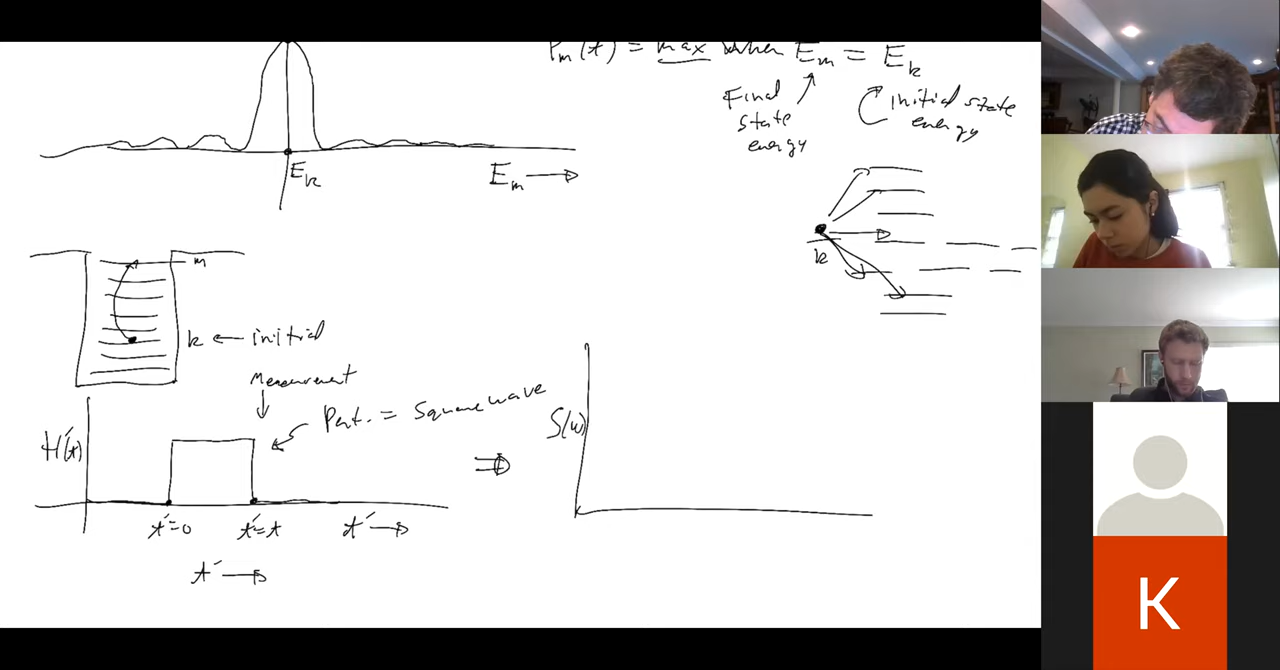 Pm(t) = max when Em = Ek
Final
state
energy
initial state
energy
Ek
Em →
k
m
k ← initial
Measurement
Pert. = Square wave
H'(t)
⇒
S(ω)
t'=0
t'=t
t' →
t' →
K